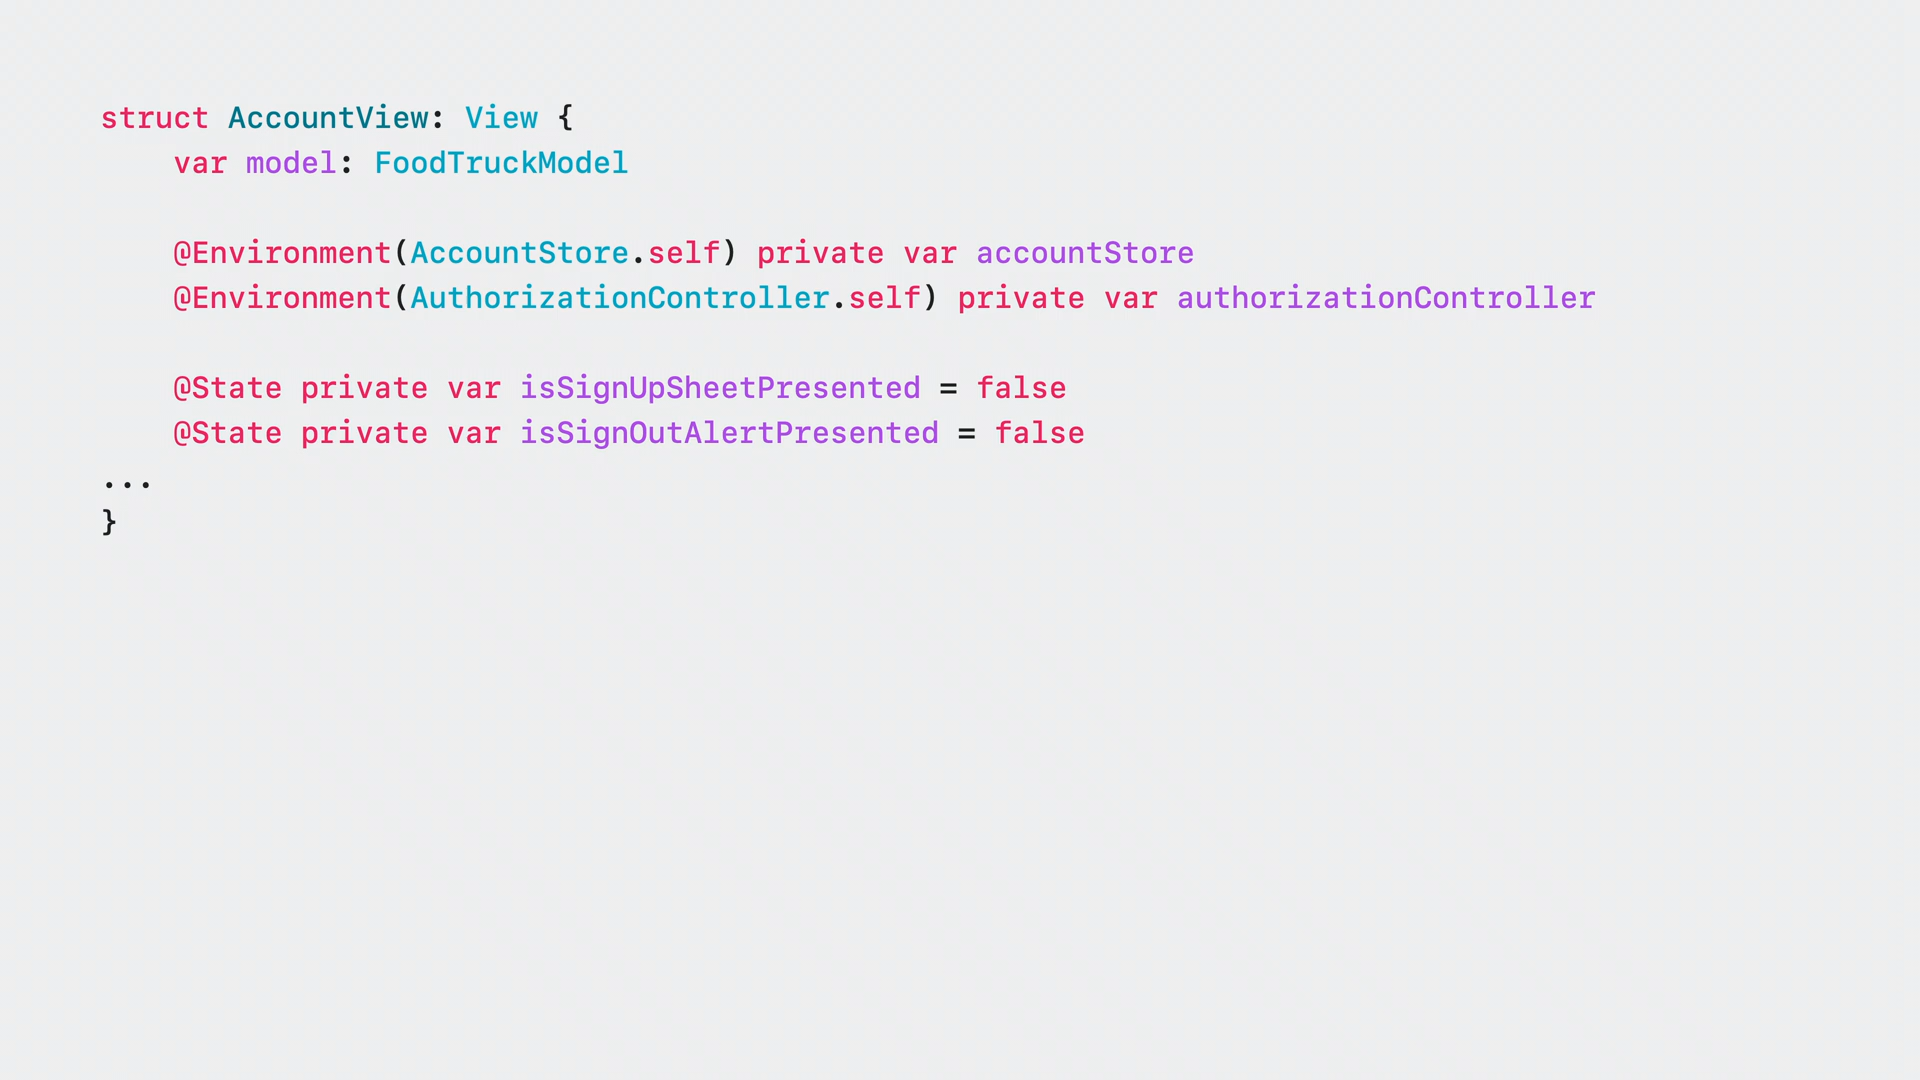 struct AccountView: View {
    var model: FoodTruckModel

    @Environment(AccountStore.self) private var accountStore
    @Environment(AuthorizationController.self) private var authorizationController

    @State private var isSignUpSheetPresented = false
    @State private var isSignOutAlertPresented = false
...
}